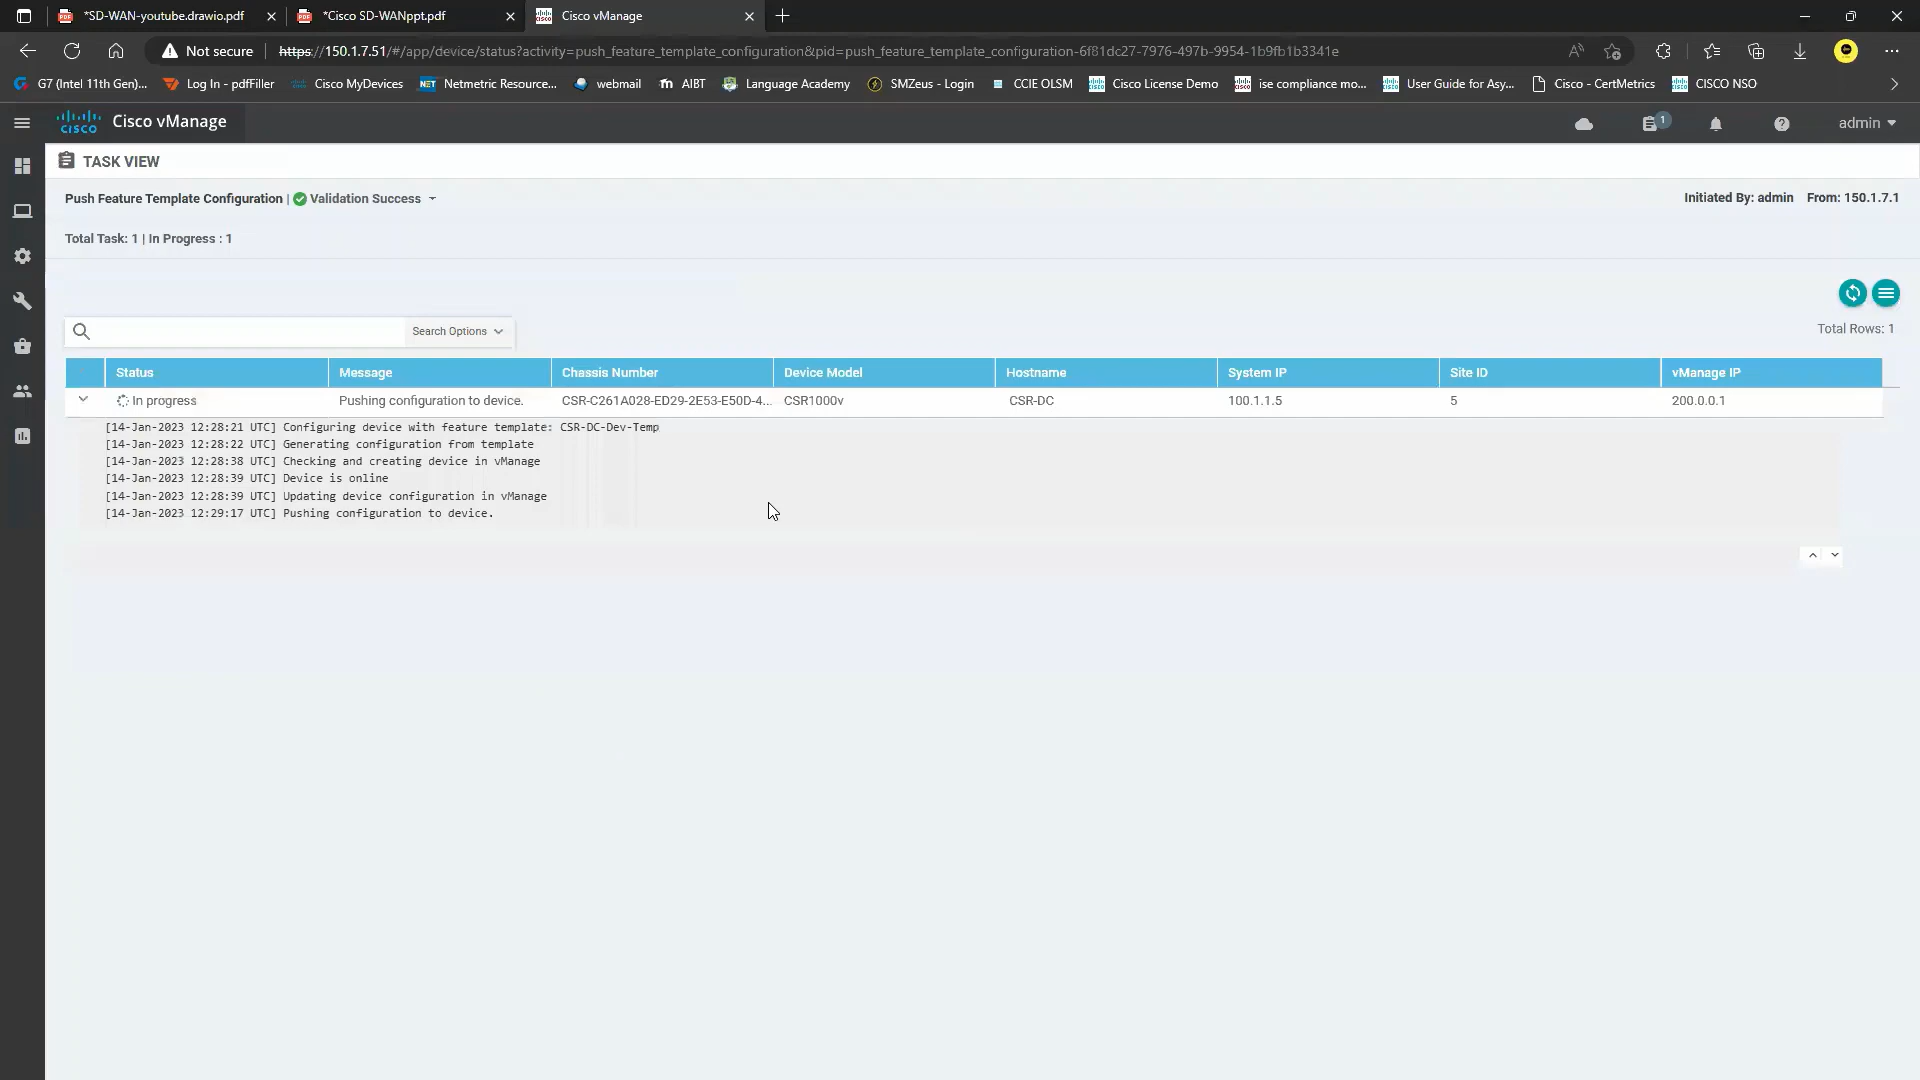 *SD-WAN-youtube.drawio.pdf
*Cisco SD-WANppt.pdf
Cisco vManage
Not secure
https://150.1.7.51/#/app/device/status?activity=push_feature_template_configuration&pid=push_feature_template_configuration-6f81dc27-7976-497b-9954-1b9fb1b3341e
G7 (Intel 11th Gen)...
Log In - pdfFiller
Cisco MyDevices
NET
Netmetric Resource...
webmail
AIBT
Language Academy
SMZeus - Login
CCIE OLSM
Cisco License Demo
ise compliance mo...
User Guide for Asy...
Cisco - CertMetrics
CISCO NSO
CISCO
Cisco vManage
1
admin
TASK VIEW
Push Feature Template Configuration | Validation Success
Initiated By: admin From: 150.1.7.1
Total Task: 1 | In Progress : 1
Search Options
Total Rows: 1
Status Message Chassis Number Device Model Hostname System IP Site ID vManage IP
In progress Pushing configuration to device. CSR-C261A028-ED29-2E53-E50D-4... CSR1000v CSR-DC 100.1.1.5 5 200.0.0.1
[14-Jan-2023 12:28:21 UTC] Configuring device with feature template: CSR-DC-Dev-Temp
[14-Jan-2023 12:28:22 UTC] Generating configuration from template
[14-Jan-2023 12:28:38 UTC] Checking and creating device in vManage
[14-Jan-2023 12:28:39 UTC] Device is online
[14-Jan-2023 12:28:39 UTC] Updating device configuration in vManage
[14-Jan-2023 12:29:17 UTC] Pushing configuration to device.